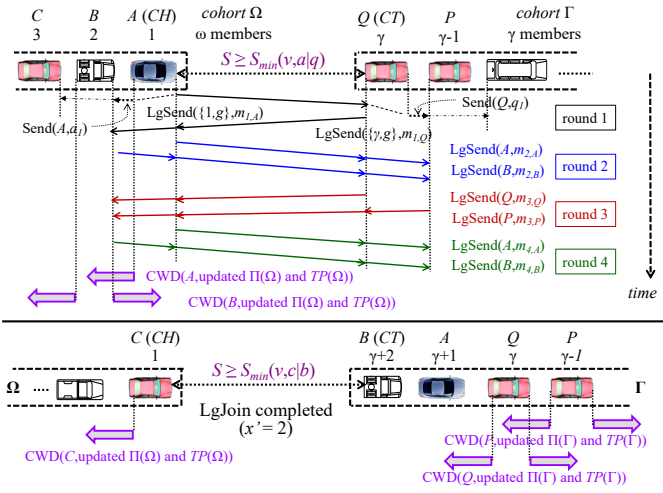 C B A (CH) cohort Ω Q (CT) P cohort Γ
3 2 1 ω members γ γ-1 γ members
S ≥ S_min(v,a|q)
Send(A,a₁) LgSend({1,g},m₁,A) LgSend({γ,g},m₁,Q) Send(Q,q₁) round 1
LgSend(A,m₂,A)
LgSend(B,m₂,B) round 2
LgSend(Q,m₃,Q)
LgSend(P,m₃,P) round 3
LgSend(A,m₄,A)
LgSend(B,m₄,B) round 4
CWD(A,updated Π(Ω) and TP(Ω))
CWD(B,updated Π(Ω) and TP(Ω)) time
C (CH) B (CT) A Q P
1 γ+2 γ+1 γ γ-1
S ≥ S_min(v,c|b)
Ω .... Γ
LgJoin completed
(x’= 2)
CWD(C,updated Π(Ω) and TP(Ω)) CWD(P,updated Π(Γ) and TP(Γ))
CWD(Q,updated Π(Γ) and TP(Γ))